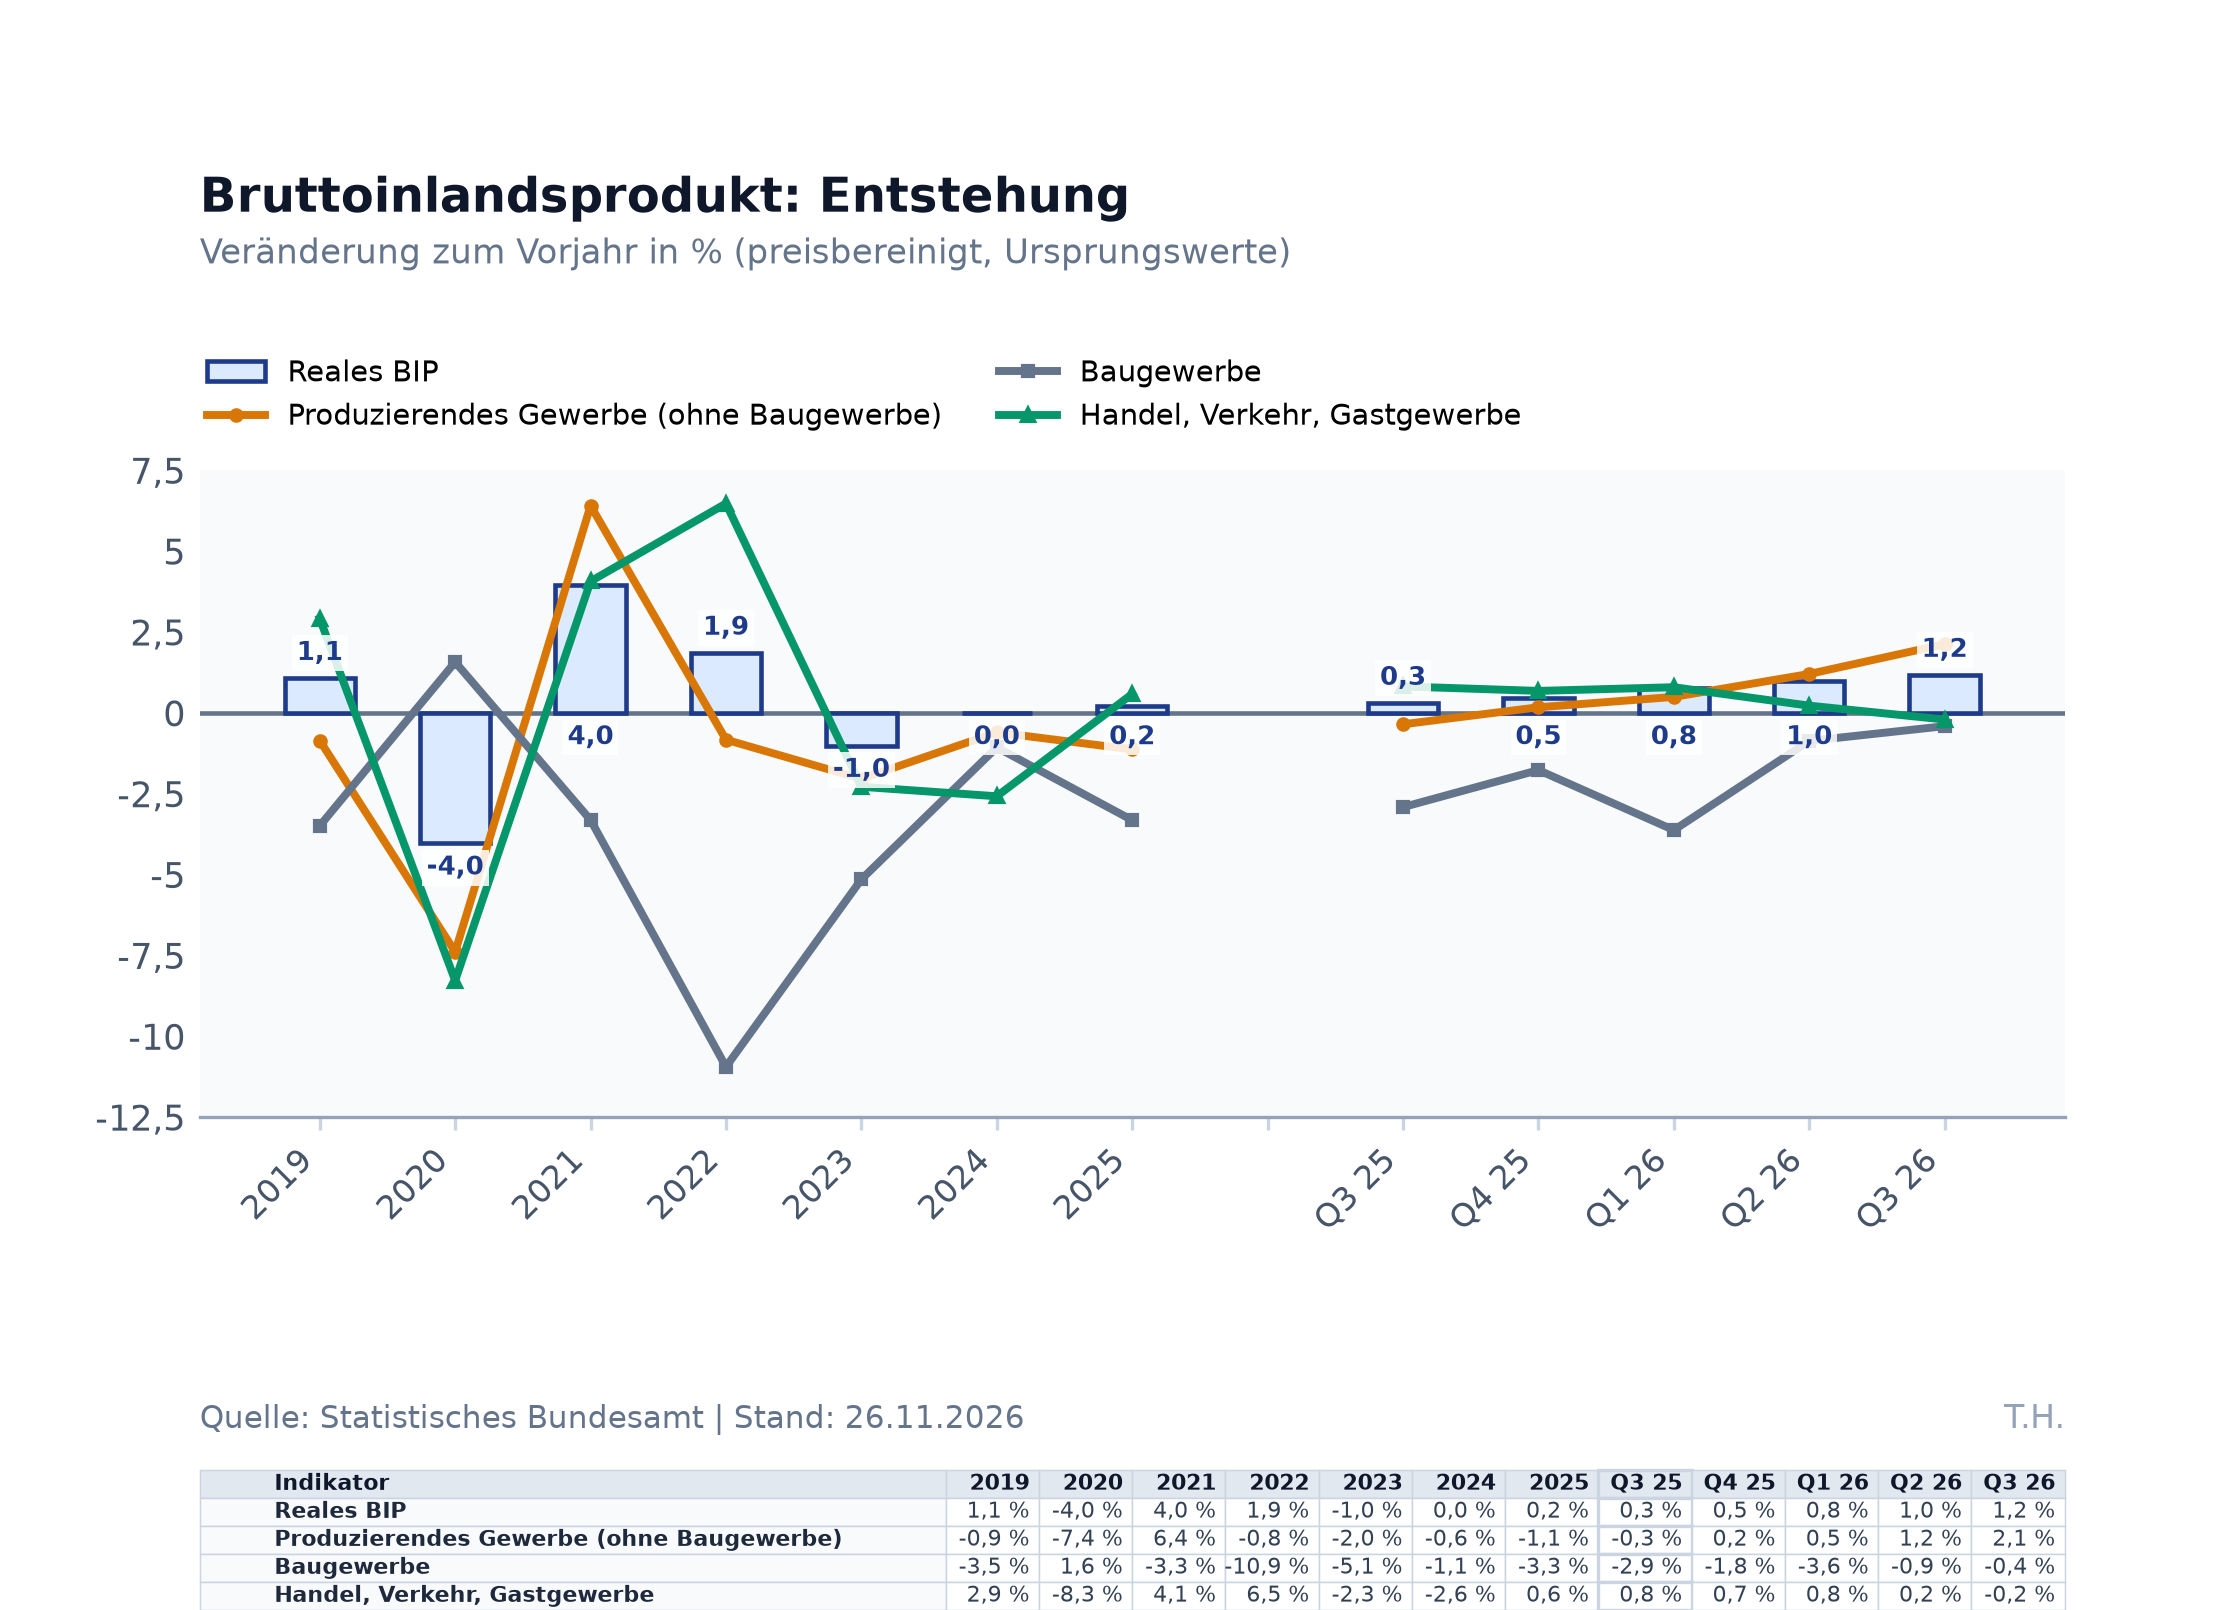 Bruttoinlandsprodukt: Entstehung
Veränderung zum Vorjahr in % (preisbereinigt, Ursprungswerte)
Reales BIP
Baugewerbe
Produzierendes Gewerbe (ohne Baugewerbe)
Handel, Verkehr, Gastgewerbe
7,5
5
2,5
0
-2,5
-5
-7,5
-10
-12,5
1,1
-4,0
4,0
1,9
-1,0
0,0
0,2
0,3
0,5
0,8
1,0
1,2
2019 2020 2021 2022 2023 2024 2025 Q3 25 Q4 25 Q1 26 Q2 26 Q3 26
Quelle: Statistisches Bundesamt | Stand: 26.11.2026
T.H.
Indikator 2019 2020 2021 2022 2023 2024 2025 Q3 25 Q4 25 Q1 26 Q2 26 Q3 26
Reales BIP 1,1 % -4,0 % 4,0 % 1,9 % -1,0 % 0,0 % 0,2 % 0,3 % 0,5 % 0,8 % 1,0 % 1,2 %
Produzierendes Gewerbe (ohne Baugewerbe) -0,9 % -7,4 % 6,4 % -0,8 % -2,0 % -0,6 % -1,1 % -0,3 % 0,2 % 0,5 % 1,2 % 2,1 %
Baugewerbe -3,5 % 1,6 % -3,3 % -10,9 % -5,1 % -1,1 % -3,3 % -2,9 % -1,8 % -3,6 % -0,9 % -0,4 %
Handel, Verkehr, Gastgewerbe 2,9 % -8,3 % 4,1 % 6,5 % -2,3 % -2,6 % 0,6 % 0,8 % 0,7 % 0,8 % 0,2 % -0,2 %